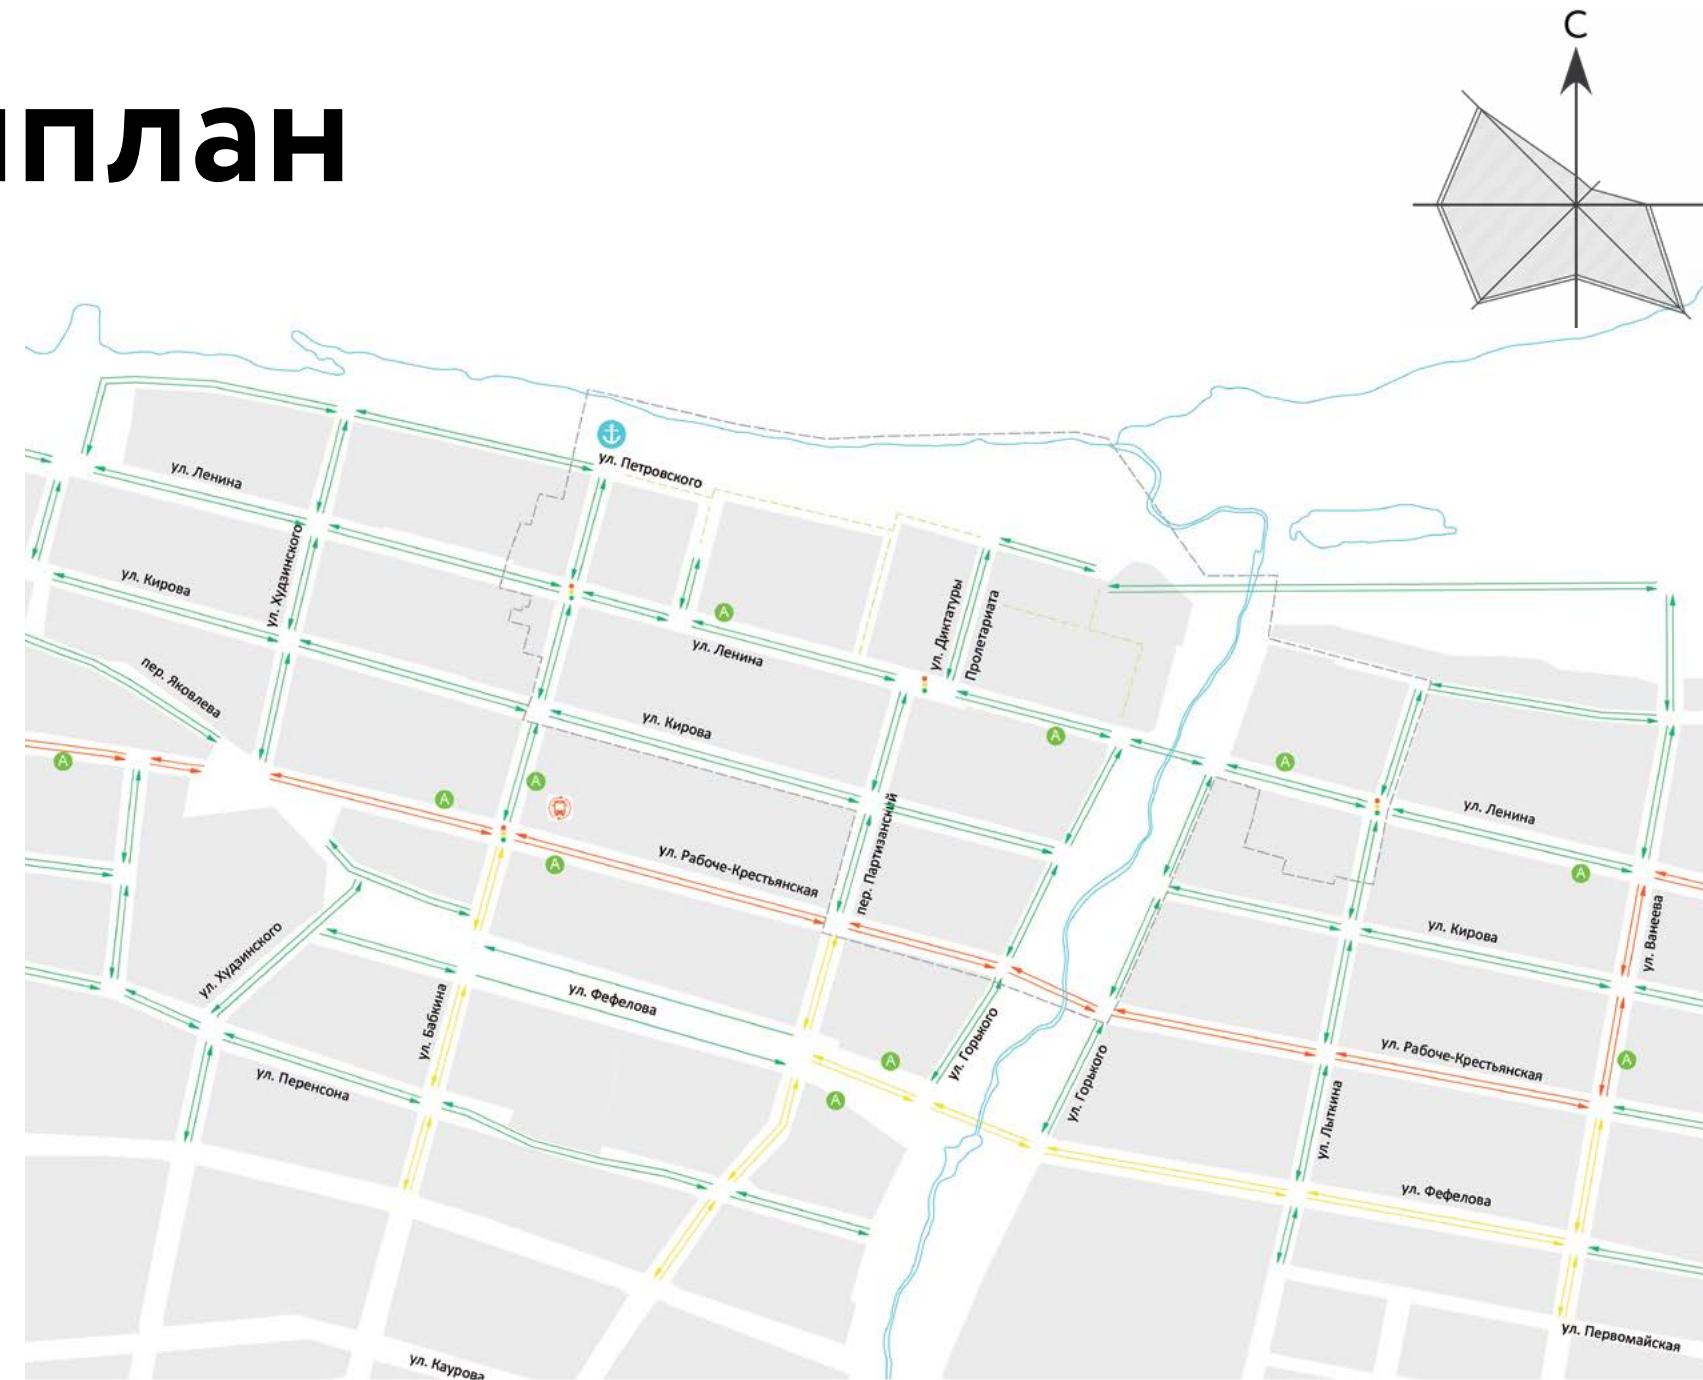 С
план
ул. Петровского
ул. Ленина
ул. Кирова
ул. Худзинского
пер. Яковлева
ул. Ленина
ул. Диктатуры
Пролетариата
ул. Кирова
А
А
А
А
А
А
А
А
А
А
А
ул. Рабоче-Крестьянская
пер. Партизанский
ул. Ленина
ул. Кирова
ул. Ванеева
ул. Худзинского
ул. Фефелова
ул. Бабкина
ул. Перенсона
ул. Горького
ул. Горького
ул. Рабоче-Крестьянская
ул. Лыткина
ул. Фефелова
ул. Первомайская
ул. Каурова